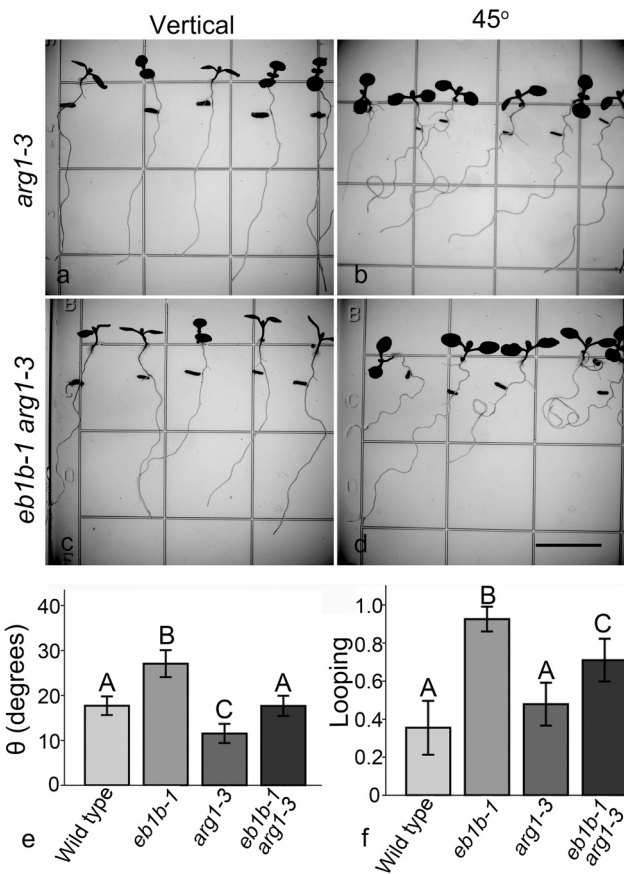 Vertical 45°
arg1-3
a b
eb1b-1 arg1-3
B B
C
D D
c d
θ (degrees)
40
30
20
10
0
A B C A
Wild type eb1b-1 arg1-3 eb1b-1 arg1-3
e
Looping
1.0
0.8
0.6
0.4
0.2
0
A B A C
Wild type eb1b-1 arg1-3 eb1b-1 arg1-3
f